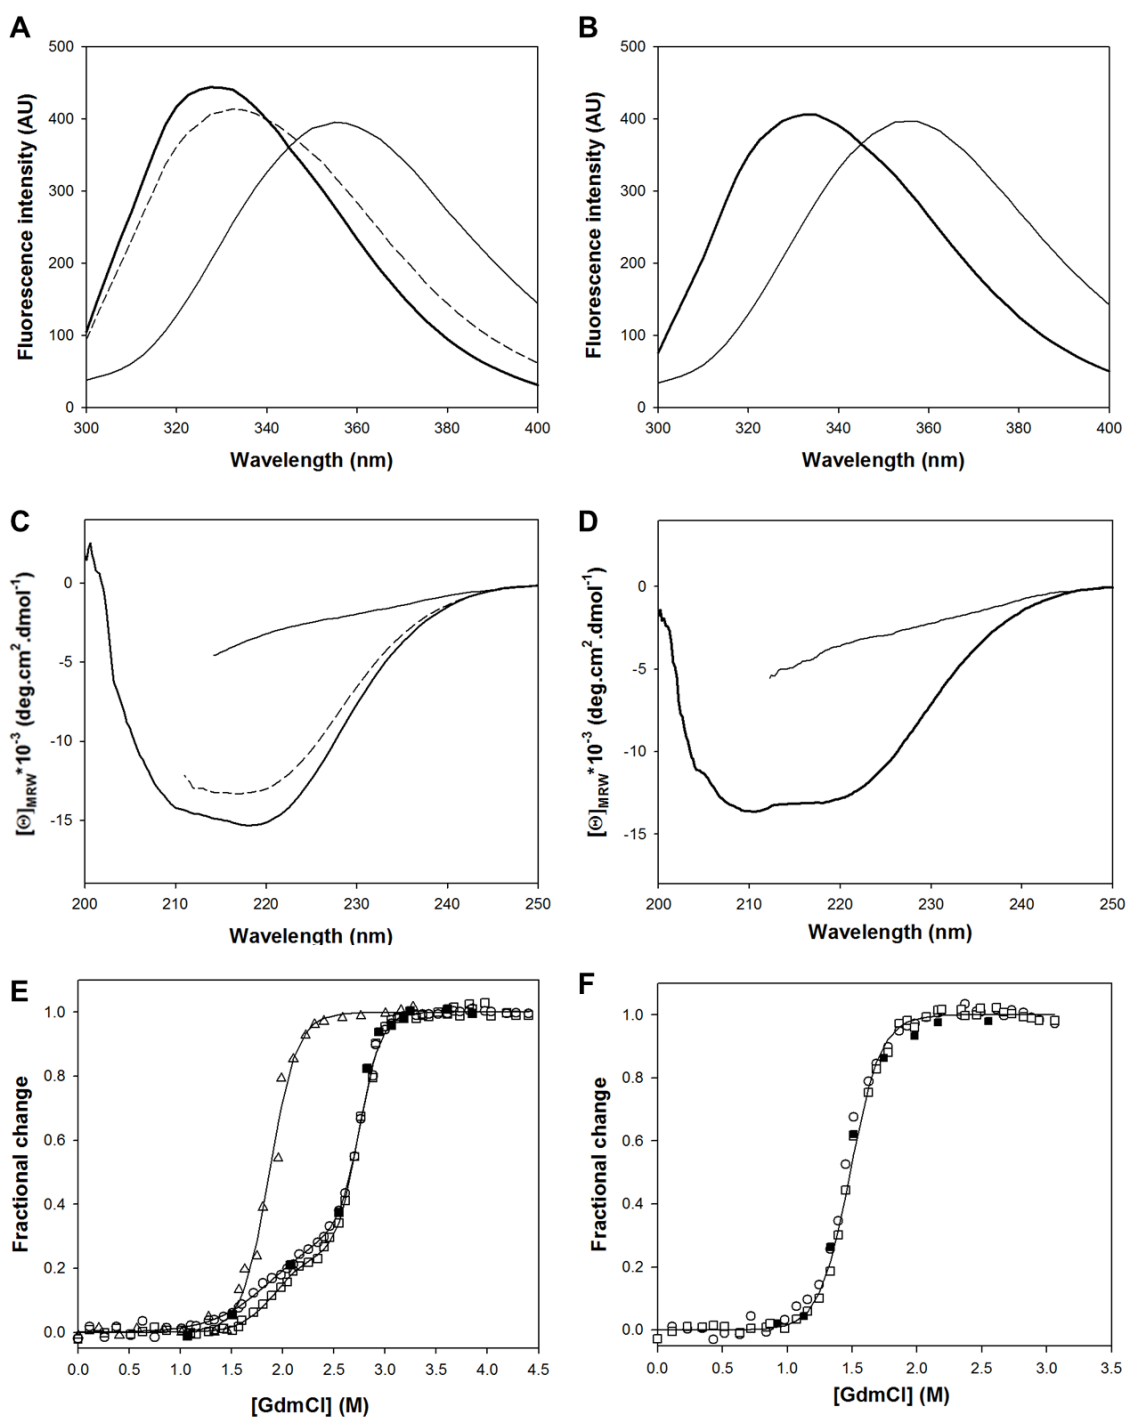 A
B
500
400
300
200
100
0
Fluorescence intensity (AU)
300 320 340 360 380 400
Wavelength (nm)
500
400
300
200
100
0
Fluorescence intensity (AU)
300 320 340 360 380 400
Wavelength (nm)
C
D
0
-5
-10
-15
[Θ]MRW*10-3 (deg.cm2.dmol-1)
200 210 220 230 240 250
Wavelength (nm)
0
-5
-10
-15
[Θ]MRW*10-3 (deg.cm2.dmol-1)
200 210 220 230 240 250
Wavelength (nm)
E
F
1.0
0.8
0.6
0.4
0.2
0.0
Fractional change
0.0 0.5 1.0 1.5 2.0 2.5 3.0 3.5 4.0 4.5
[GdmCl] (M)
1.0
0.8
0.6
0.4
0.2
0.0
Fractional change
0.0 0.5 1.0 1.5 2.0 2.5 3.0 3.5
[GdmCl] (M)